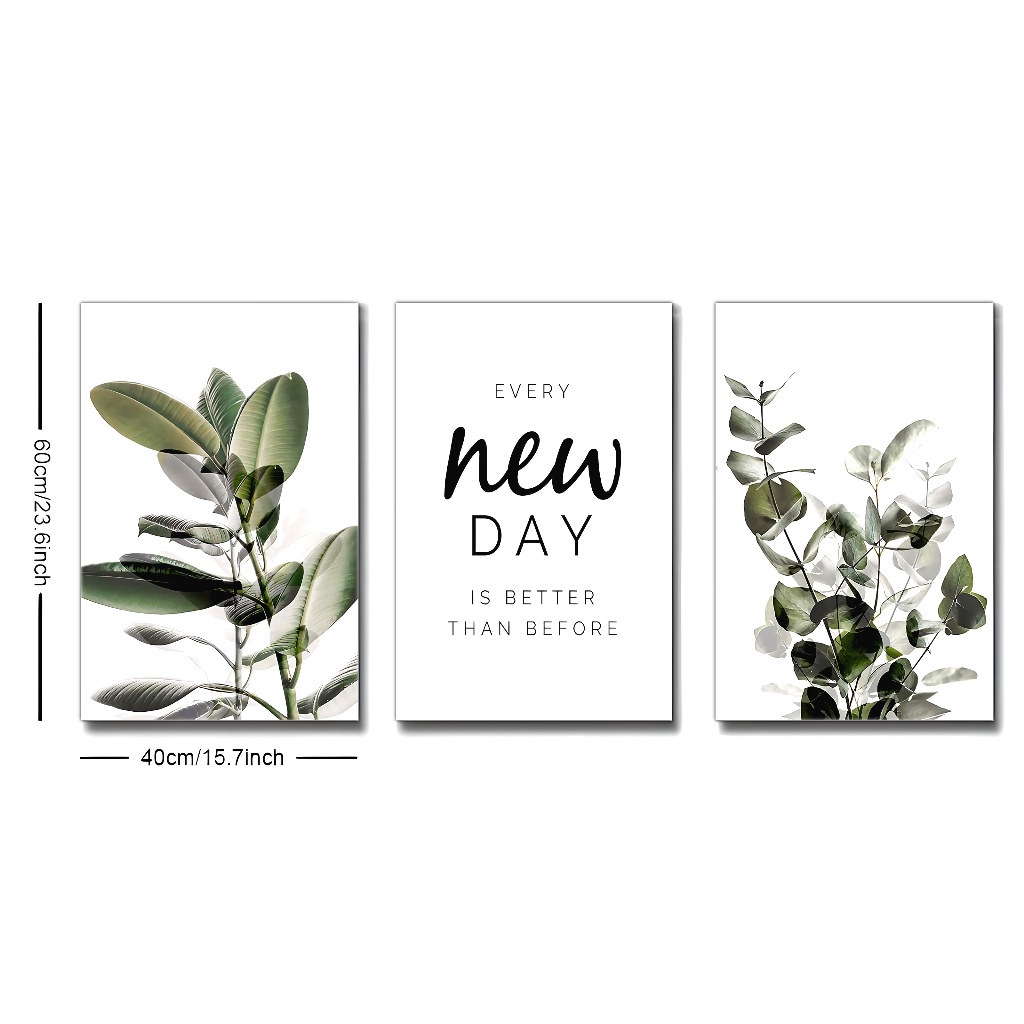 EVERY
new
DAY
IS BETTER
THAN BEFORE
60cm/23.6inch
40cm/15.7inch